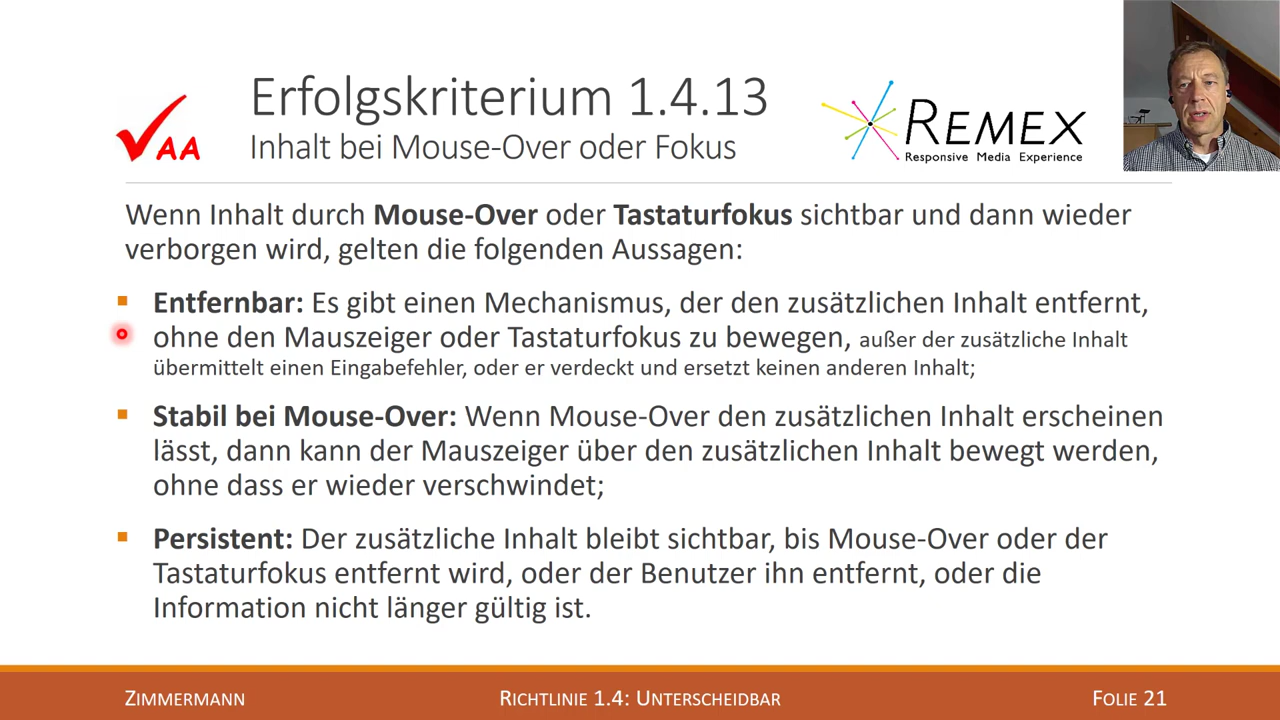 Erfolgskriterium 1.4.13
Inhalt bei Mouse-Over oder Fokus
AA
REMEX
Responsive Media Experience
Wenn Inhalt durch Mouse-Over oder Tastaturfokus sichtbar und dann wieder
verborgen wird, gelten die folgenden Aussagen:
Entfernbar: Es gibt einen Mechanismus, der den zusätzlichen Inhalt entfernt,
ohne den Mauszeiger oder Tastaturfokus zu bewegen, außer der zusätzliche Inhalt
übermittelt einen Eingabefehler, oder er verdeckt und ersetzt keinen anderen Inhalt;
Stabil bei Mouse-Over: Wenn Mouse-Over den zusätzlichen Inhalt erscheinen
lässt, dann kann der Mauszeiger über den zusätzlichen Inhalt bewegt werden,
ohne dass er wieder verschwindet;
Persistent: Der zusätzliche Inhalt bleibt sichtbar, bis Mouse-Over oder der
Tastaturfokus entfernt wird, oder der Benutzer ihn entfernt, oder die
Information nicht länger gültig ist.
ZIMMERMANN
RICHTLINIE 1.4: UNTERSCHEIDBAR
FOLIE 21